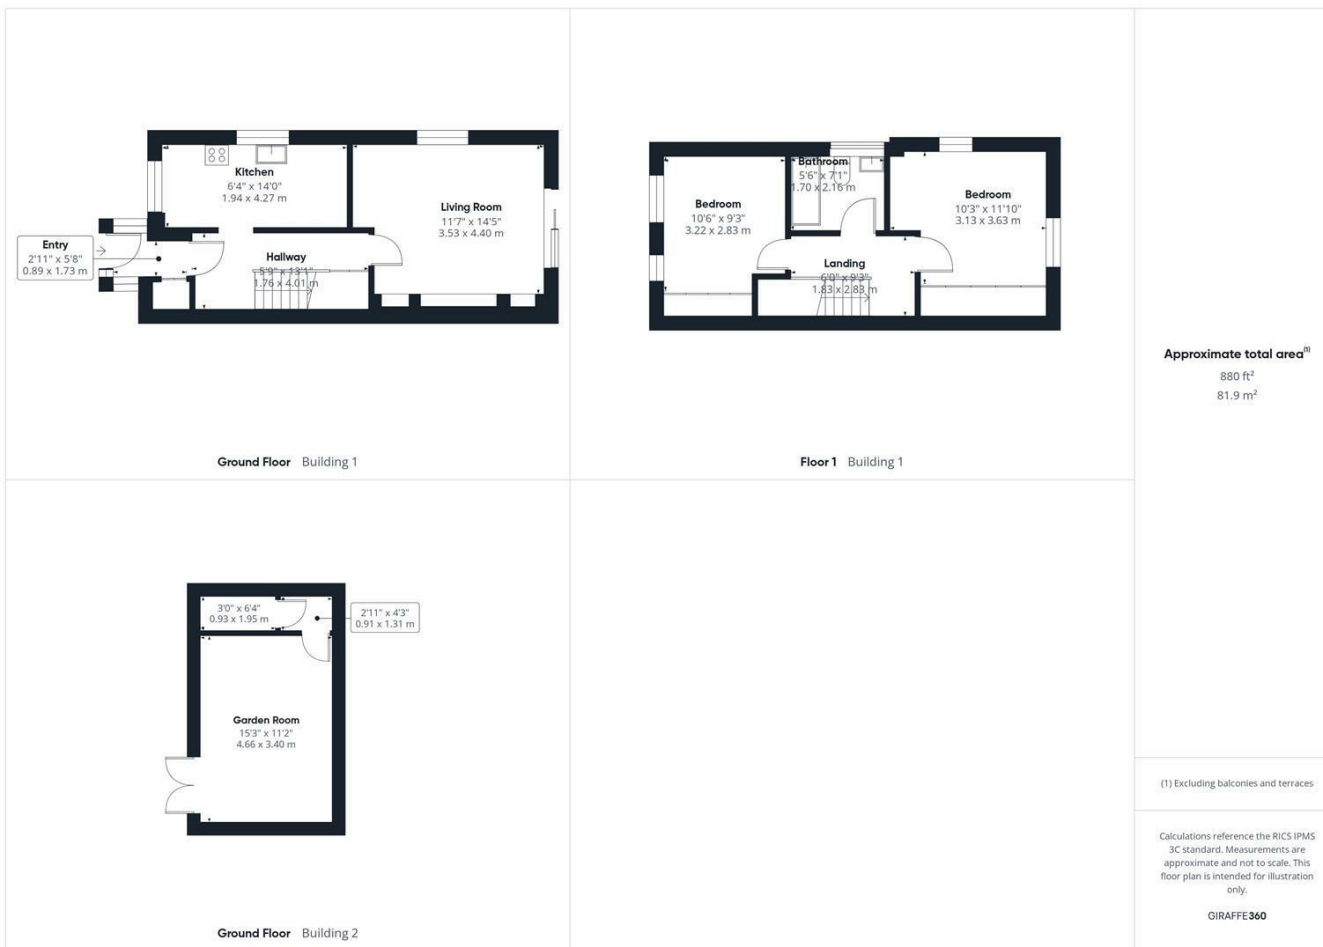 Kitchen
6'4" x 14'0"
1.94 x 4.27 m
Living Room
11'7" x 14'5"
3.53 x 4.40 m
Entry
2'11" x 5'8"
0.89 x 1.73 m
Hallway
5'9" x 13'1"
1.76 x 4.01 m
Ground Floor Building 1
Bathroom
5'6" x 7'1"
1.70 x 2.16 m
Bedroom
10'6" x 9'3"
3.22 x 2.83 m
Bedroom
10'3" x 11'10"
3.13 x 3.63 m
Landing
6'0" x 9'3"
1.83 x 2.83 m
Floor 1 Building 1
Approximate total area(1)
880 ft²
81.9 m²
3'0" x 6'4"
0.93 x 1.95 m
2'11" x 4'3"
0.91 x 1.31 m
Garden Room
15'3" x 11'2"
4.66 x 3.40 m
Ground Floor Building 2
(1) Excluding balconies and terraces
Calculations reference the RICS IPMS
3C standard. Measurements are
approximate and not to scale. This
floor plan is intended for illustration
only.
GIRAFFE360